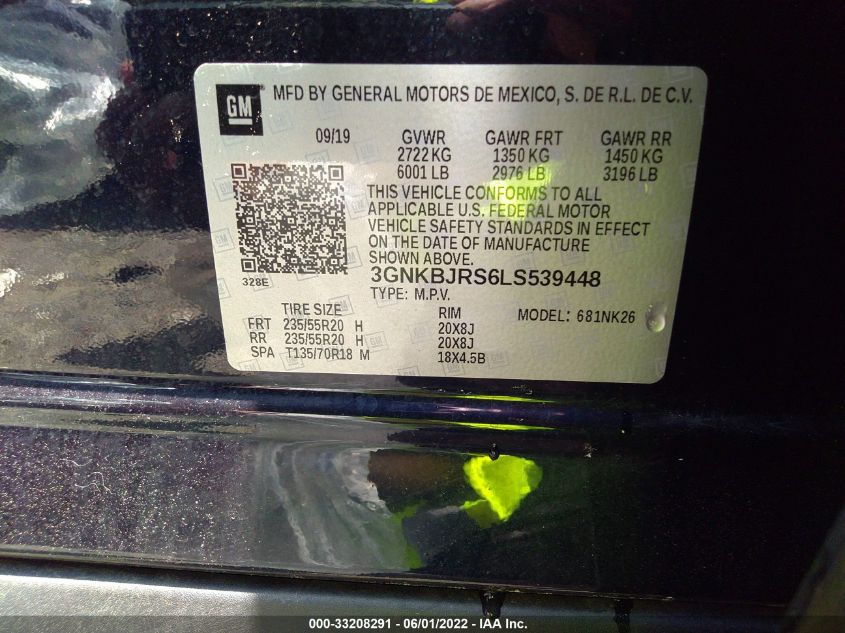 GM
MFD BY GENERAL MOTORS DE MEXICO, S. DE R.L. DE C.V.
09/19 GVWR GAWR FRT GAWR RR
2722 KG 1350 KG 1450 KG
6001 LB 2976 LB 3196 LB
THIS VEHICLE CONFORMS TO ALL
APPLICABLE U.S. FEDERAL MOTOR
VEHICLE SAFETY STANDARDS IN EFFECT
ON THE DATE OF MANUFACTURE
SHOWN ABOVE.
328E
3GNKBJRS6LS539448
TYPE: M.P.V.
TIRE SIZE RIM MODEL: 681NK26
FRT 235/55R20 H 20X8J
RR 235/55R20 H 20X8J
SPA T135/70R18 M 18X4.5B
000-33208291 - 06/01/2022 - IAA Inc.